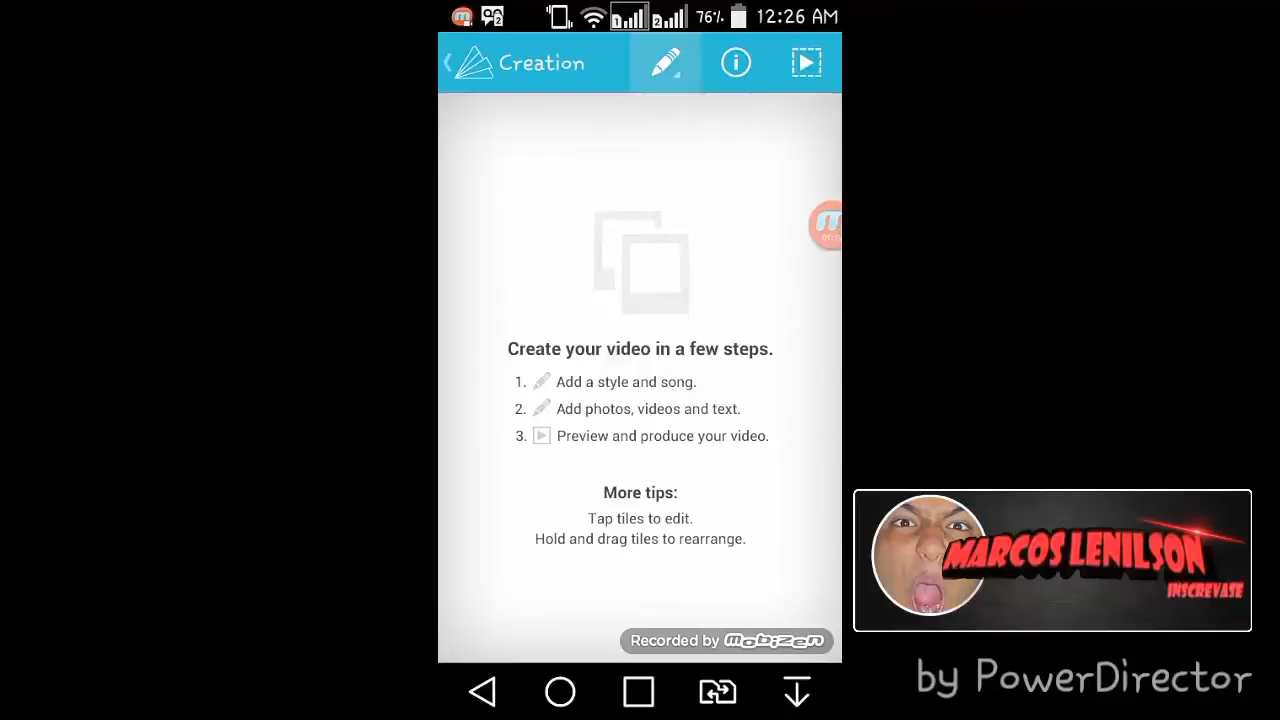 76% 12:26 AM
Creation
Create your video in a few steps.
1. Add a style and song.
2. Add photos, videos and text.
3. Preview and produce your video.
More tips:
Tap tiles to edit.
Hold and drag tiles to rearrange.
Recorded by mobizen
MARCOS LENILSON
INSCREVASE
by PowerDirector